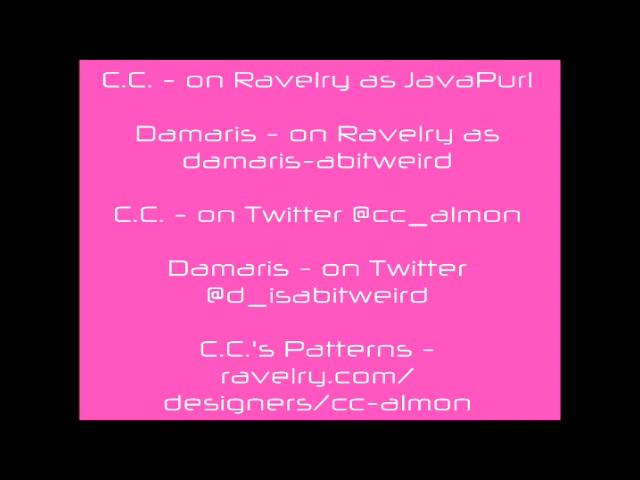 C.C. - on Ravelry as JavaPurl
Damaris - on Ravelry as
damaris-abitweird
C.C. - on Twitter @cc_almon
Damaris - on Twitter
@d_isabitweird
C.C.'s Patterns -
ravelry.com/
designers/cc-almon